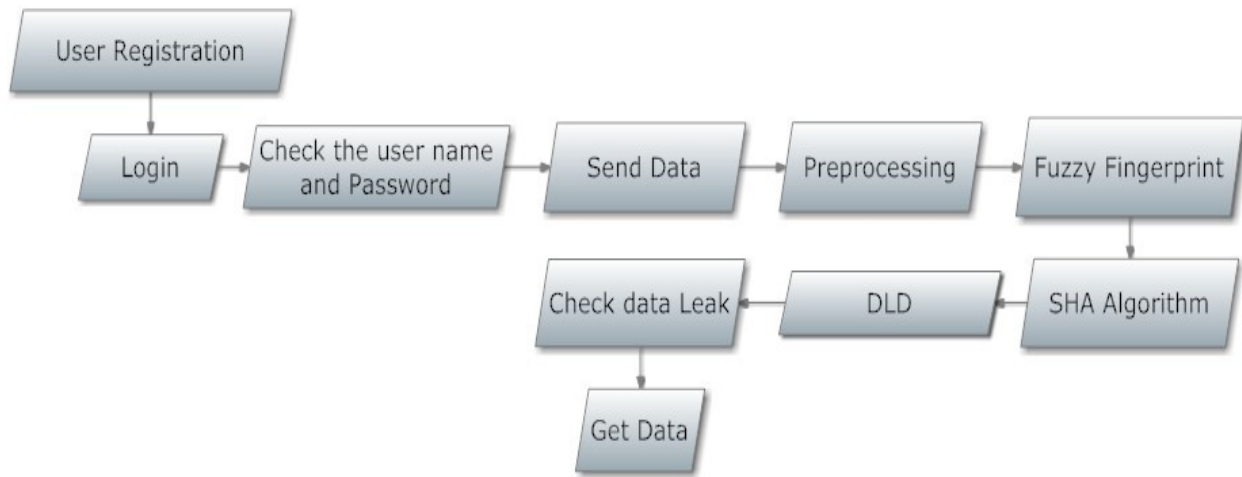 User Registration
Login
Check the user name
and Password
Send Data
Preprocessing
Fuzzy Fingerprint
SHA Algorithm
DLD
Check data Leak
Get Data